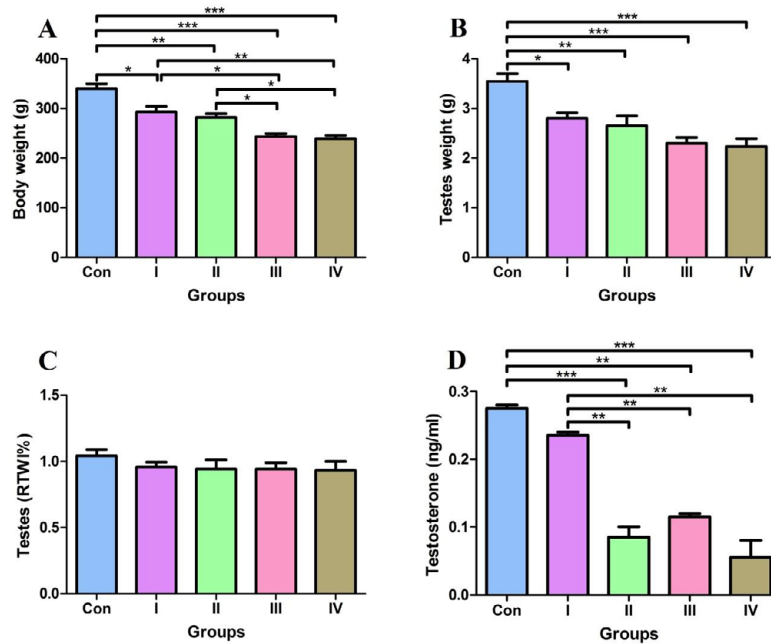 A
***
***
**
*
**
*
*
*
Body weight (g)
400
300
200
100
0
Con I II III IV
Groups
B
***
***
**
*
Testes weight (g)
4
3
2
1
0
Con I II III IV
Groups
C
Testes (RTWI%)
1.5
1.0
0.5
0.0
Con I II III IV
Groups
D
***
**
***
**
**
**
Testosterone (ng/ml)
0.3
0.2
0.1
0.0
Con I II III IV
Groups